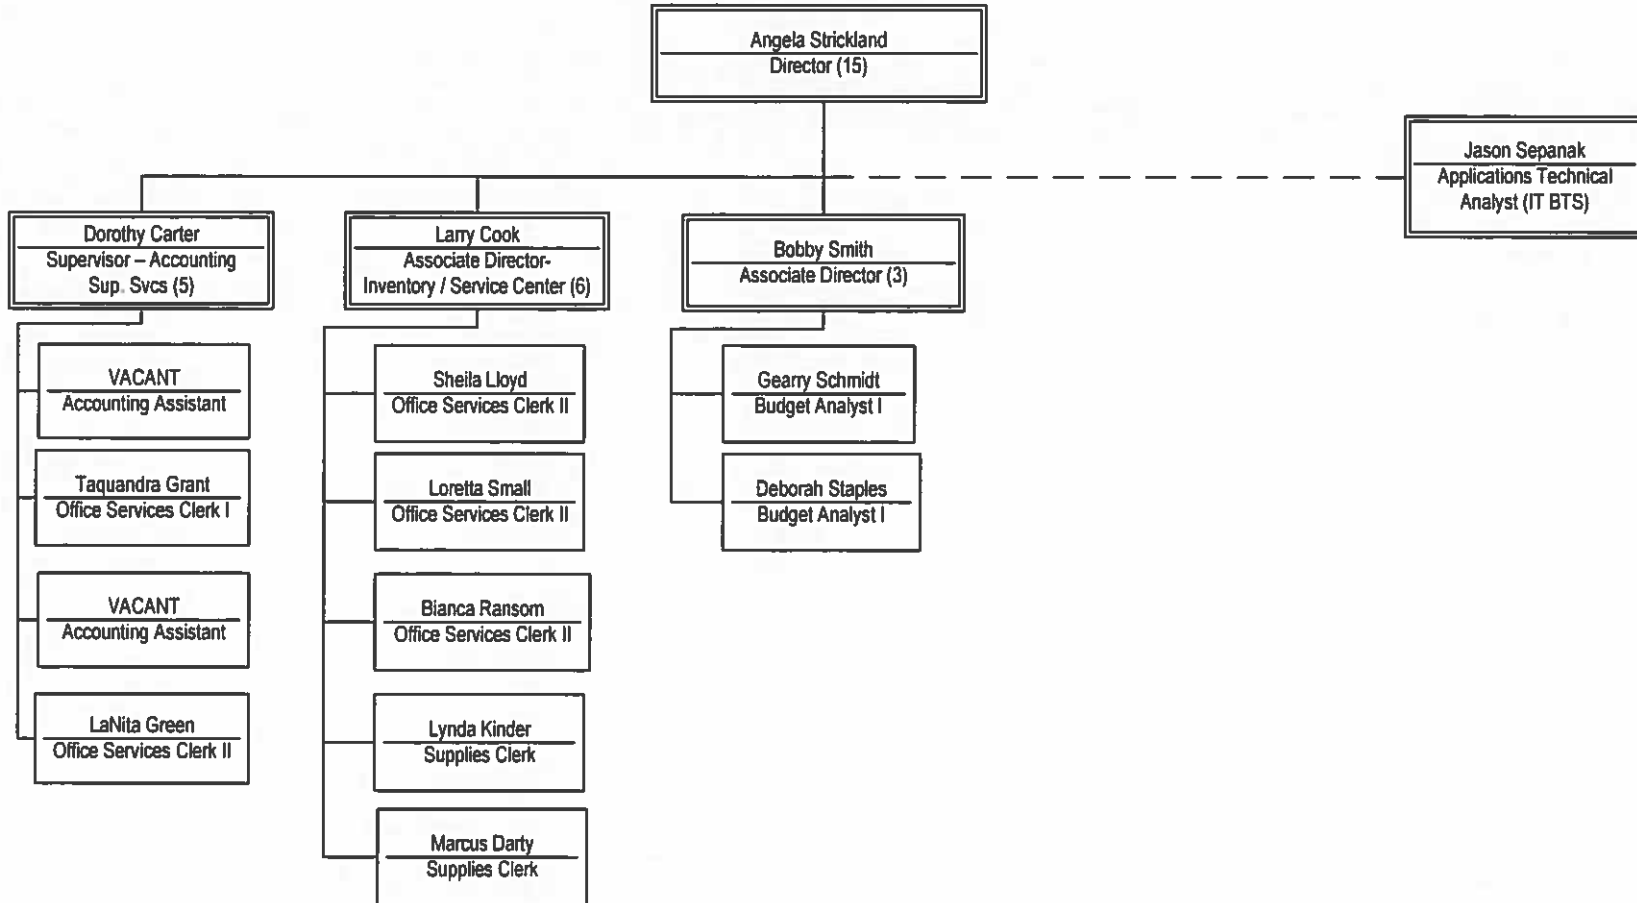 Angela Strickland
Director (15)
Jason Sepanak
Applications Technical
Analyst (IT BTS)
Dorothy Carter
Supervisor – Accounting
Sup. Svcs (5)
Larry Cook
Associate Director-
Inventory / Service Center (6)
Bobby Smith
Associate Director (3)
VACANT
Accounting Assistant
Taquandra Grant
Office Services Clerk I
VACANT
Accounting Assistant
LaNita Green
Office Services Clerk II
Sheila Lloyd
Office Services Clerk II
Loretta Small
Office Services Clerk II
Bianca Ransom
Office Services Clerk II
Lynda Kinder
Supplies Clerk
Marcus Darty
Supplies Clerk
Gearry Schmidt
Budget Analyst I
Deborah Staples
Budget Analyst I